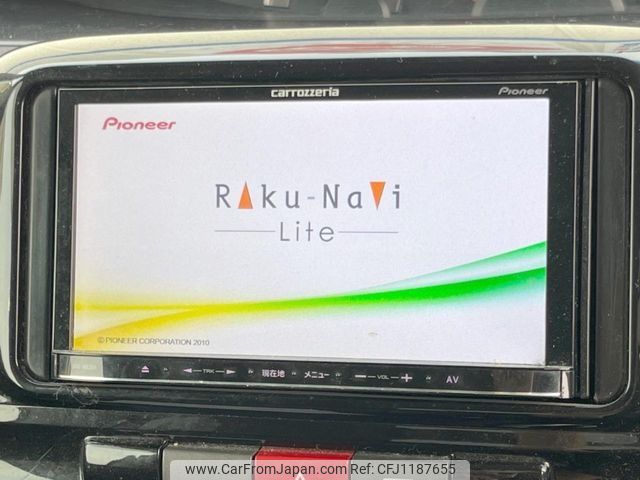 carrozzeria
Pioneer
Pioneer
Raku-Navi
Lite
© PIONEER CORPORATION 2010
TRK 現在地 メニュー VOL AV
www.CarFromJapan.com - CFJ1187655